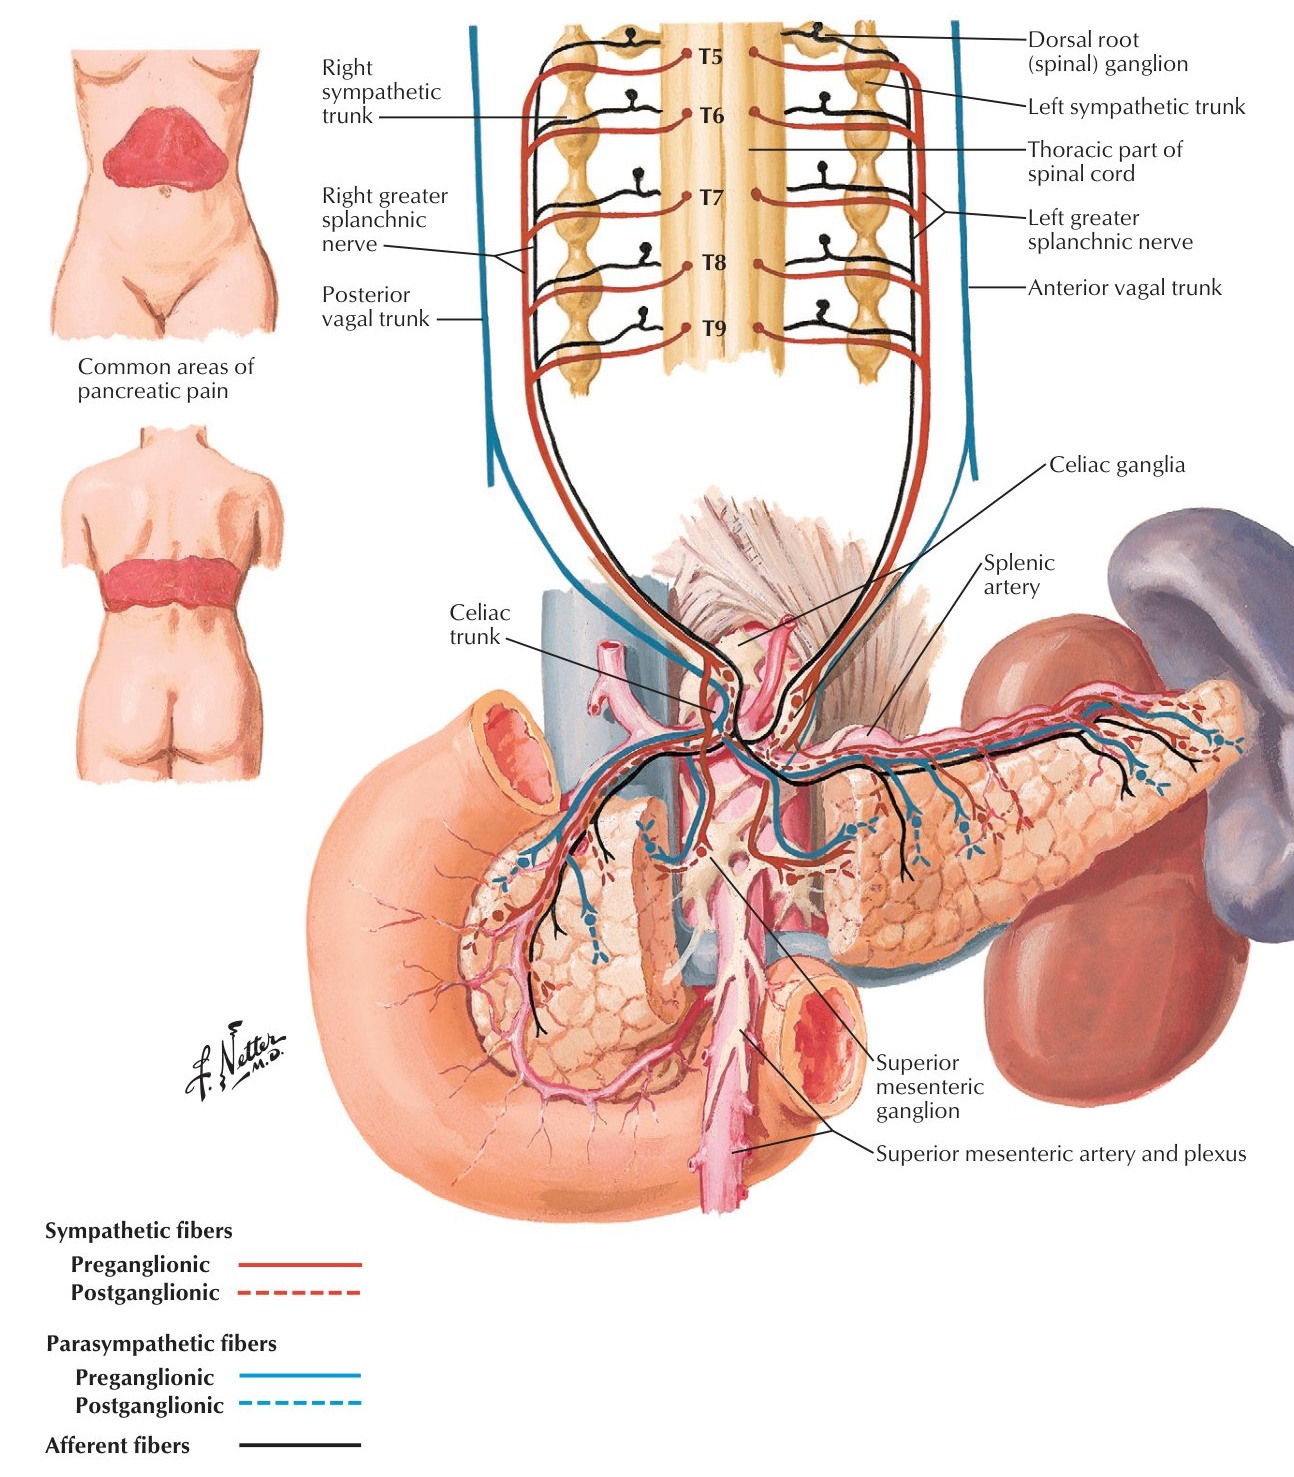 Right
sympathetic
trunk
Right greater
splanchnic
nerve
Posterior
vagal trunk
Common areas of
pancreatic pain
T5
T6
T7
T8
T9
Dorsal root
(spinal) ganglion
Left sympathetic trunk
Thoracic part of
spinal cord
Left greater
splanchnic nerve
Anterior vagal trunk
Celiac ganglia
Splenic
artery
Celiac
trunk
Superior
mesenteric
ganglion
Superior mesenteric artery and plexus
F. Netter
M.D.
Sympathetic fibers
Preganglionic
Postganglionic
Parasympathetic fibers
Preganglionic
Postganglionic
Afferent fibers